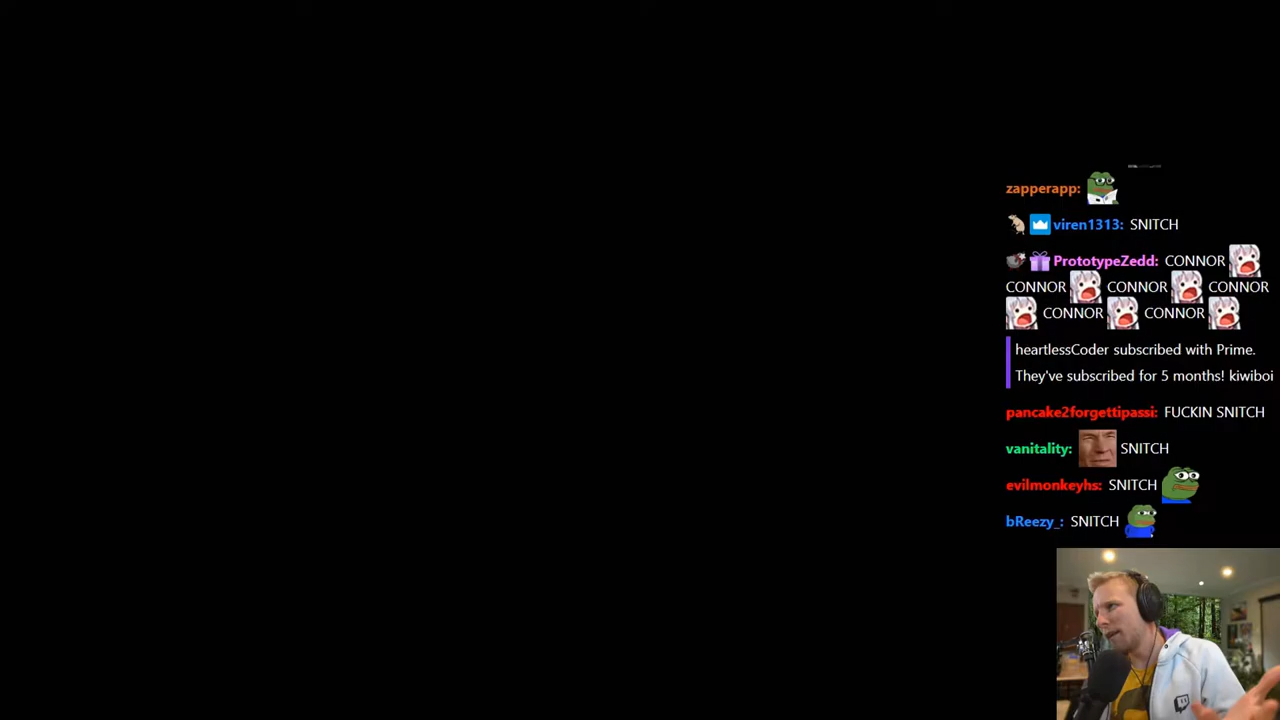 zapperapp:
viren1313: SNITCH
PrototypeZedd: CONNOR
CONNOR CONNOR CONNOR
CONNOR CONNOR
heartlessCoder subscribed with Prime.
They've subscribed for 5 months! kiwiboi
pancake2forgettipassi: FUCKIN SNITCH
vanitality: SNITCH
evilmonkeyhs: SNITCH
bReezy_: SNITCH